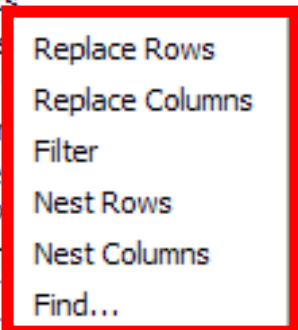 Replace Rows
Replace Columns
Filter
Nest Rows
Nest Columns
Find...